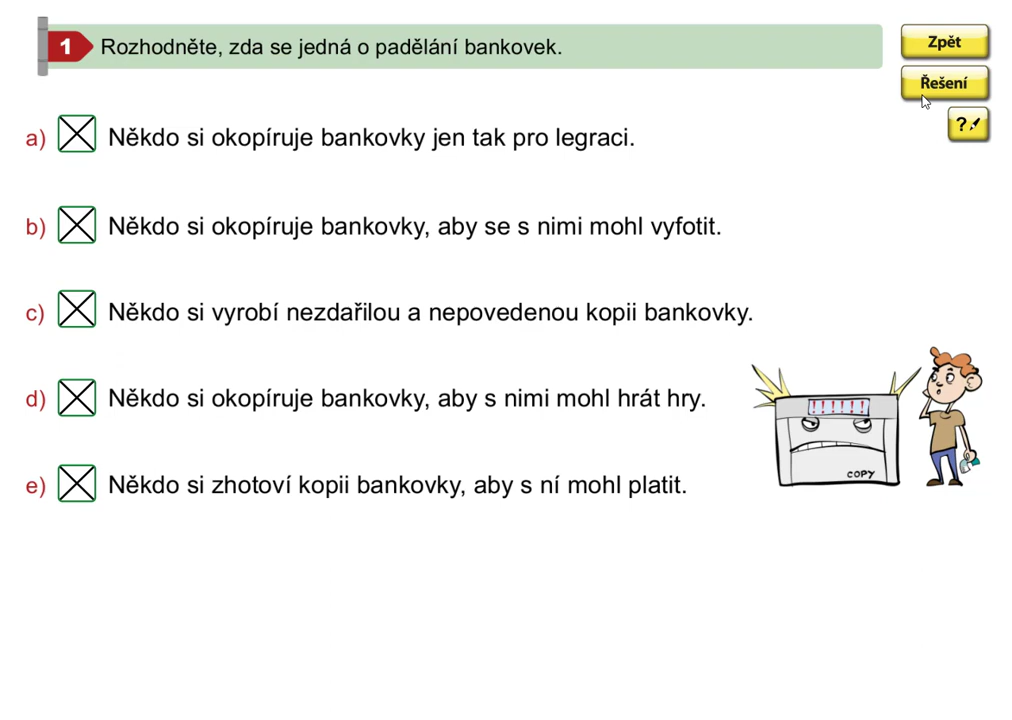 1 Rozhodněte, zda se jedná o padělání bankovek.
Zpět
Řešení
?
a) Někdo si okopíruje bankovky jen tak pro legraci.
b) Někdo si okopíruje bankovky, aby se s nimi mohl vyfotit.
c) Někdo si vyrobí nezdařilou a nepovedenou kopii bankovky.
d) Někdo si okopíruje bankovky, aby s nimi mohl hrát hry.
!!!!!!
COPY
e) Někdo si zhotoví kopii bankovky, aby s ní mohl platit.